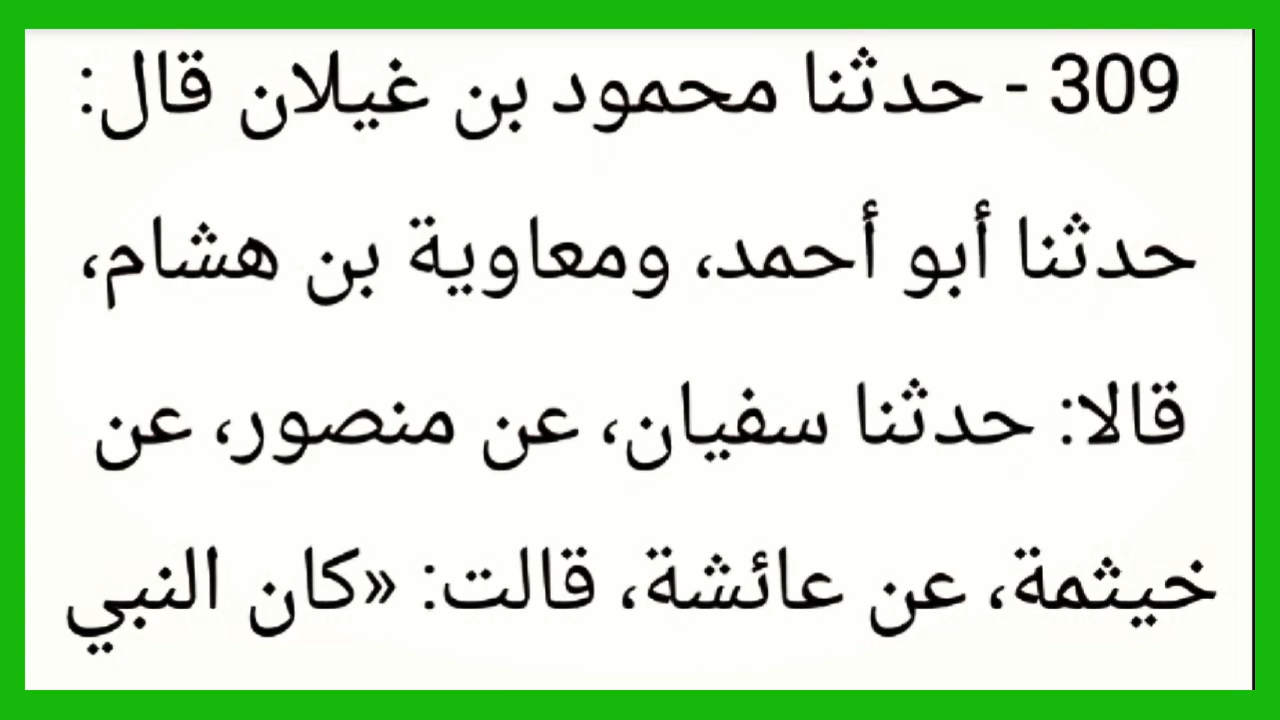 309 - حدثنا محمود بن غيلان قال:
حدثنا أبو أحمد، ومعاوية بن هشام،
قالا: حدثنا سفيان، عن منصور، عن
خيثمة، عن عائشة، قالت: «كان النبي